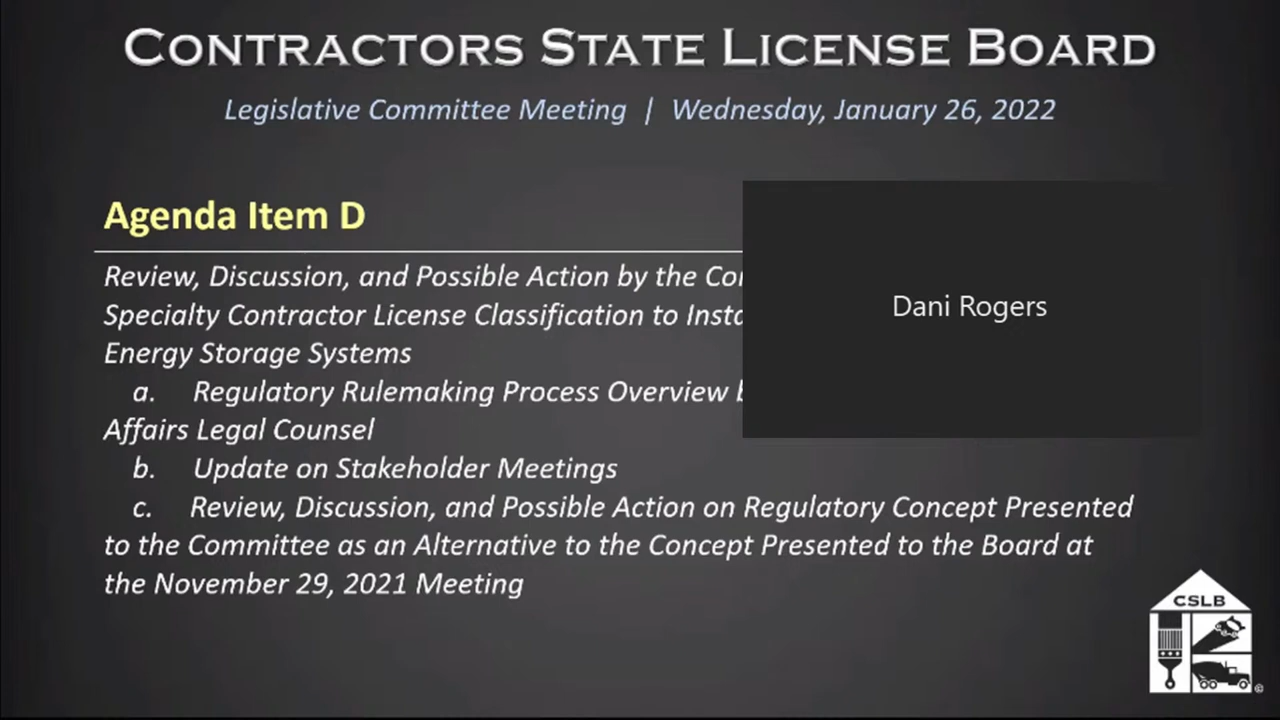 CONTRACTORS STATE LICENSE BOARD
Legislative Committee Meeting | Wednesday, January 26, 2022
Agenda Item D
Review, Discussion, and Possible Action by the
Specialty Contractor License Classification to
Energy Storage Systems
a. Regulatory Rulemaking Process Overview
Affairs Legal Counsel
b. Update on Stakeholder Meetings
c. Review, Discussion, and Possible Action on Regulatory Concept Presented
to the Committee as an Alternative to the Concept Presented to the Board at
the November 29, 2021 Meeting
Dani Rogers
CSLB
©